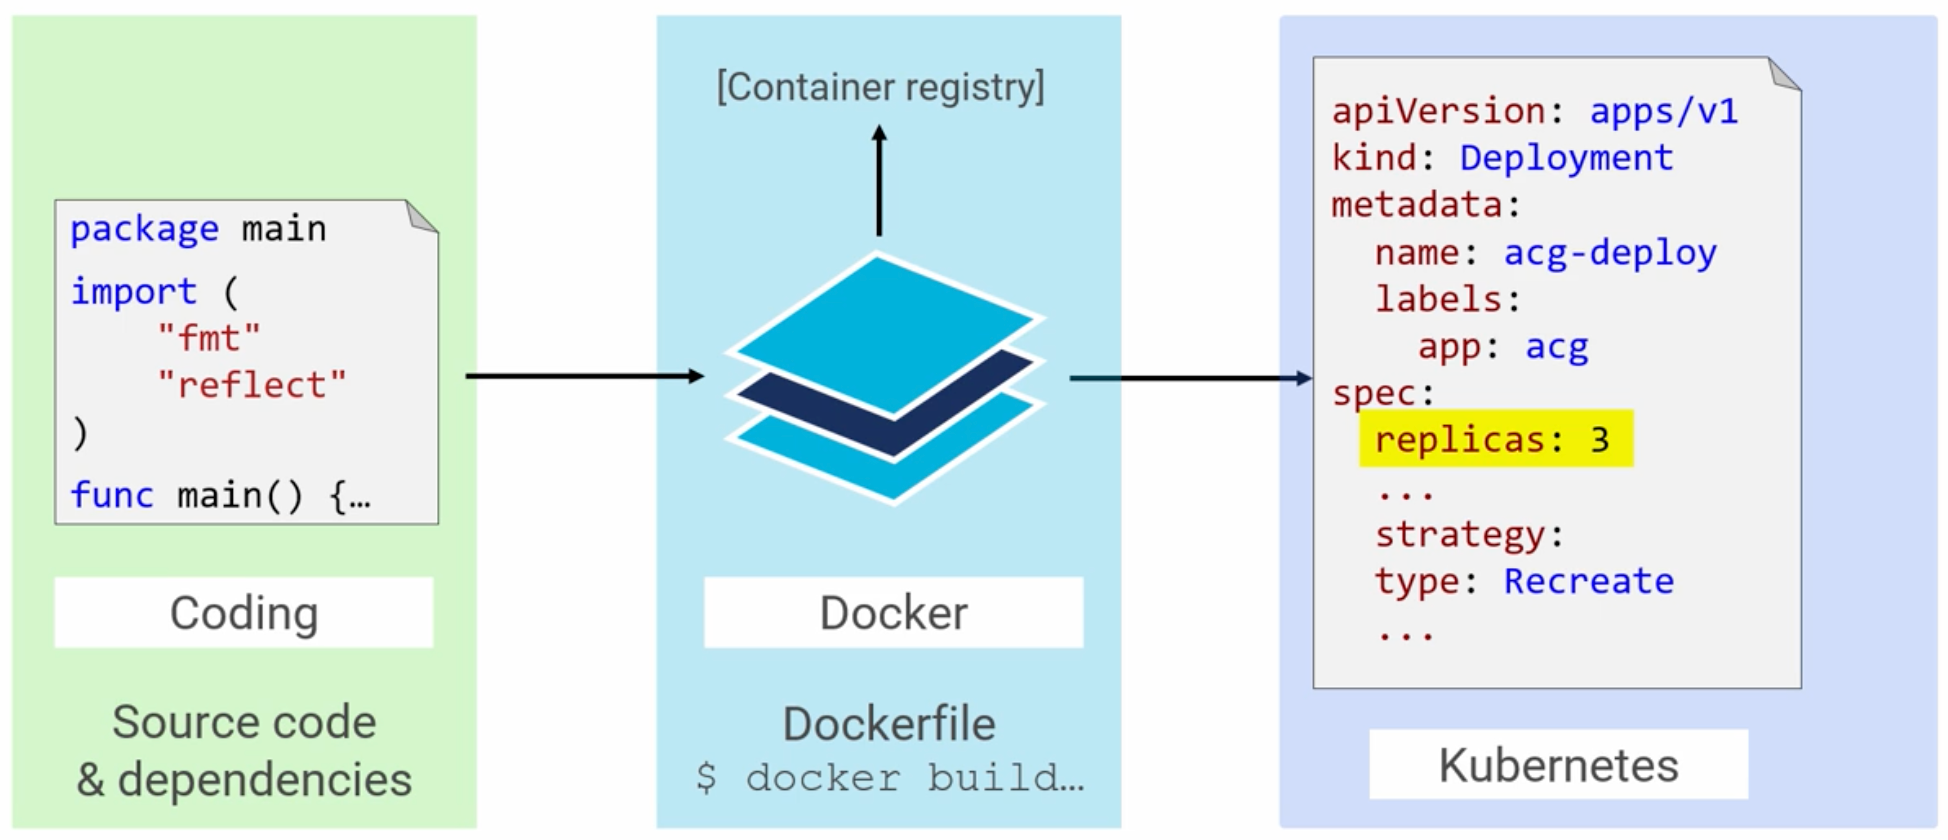 package main
import (
    "fmt"
    "reflect"
)
func main() {…
Coding
Source code
& dependencies
[Container registry]
Docker
Dockerfile
$ docker build…
apiVersion: apps/v1
kind: Deployment
metadata:
  name: acg-deploy
  labels:
    app: acg
spec:
  replicas: 3
  ...
  strategy:
  type: Recreate
  ...
Kubernetes